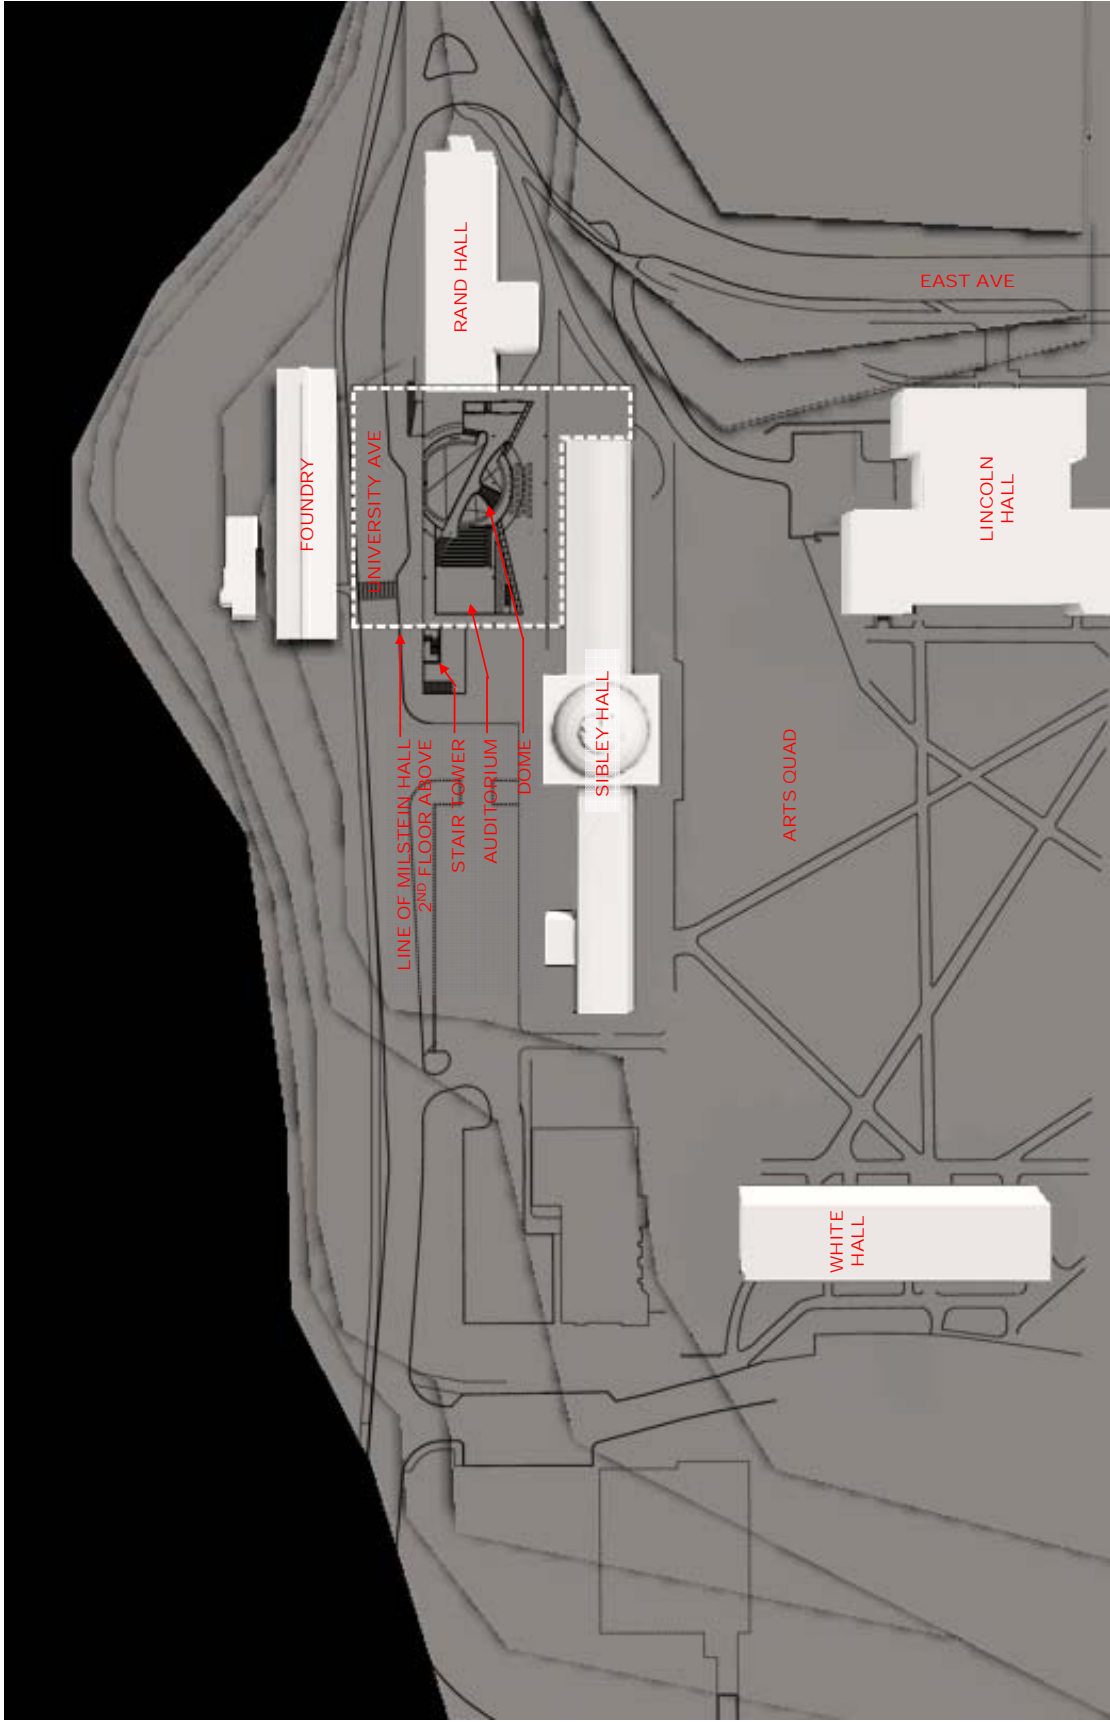 EAST AVE
RAND HALL
UNIVERSITY AVE
FOUNDRY
LINCOLN
HALL
SIBLEY HALL
ARTS QUAD
LINE OF MILSTEIN HALL
2ND FLOOR ABOVE
STAIR TOWER
AUDITORIUM
DOME
WHITE
HALL